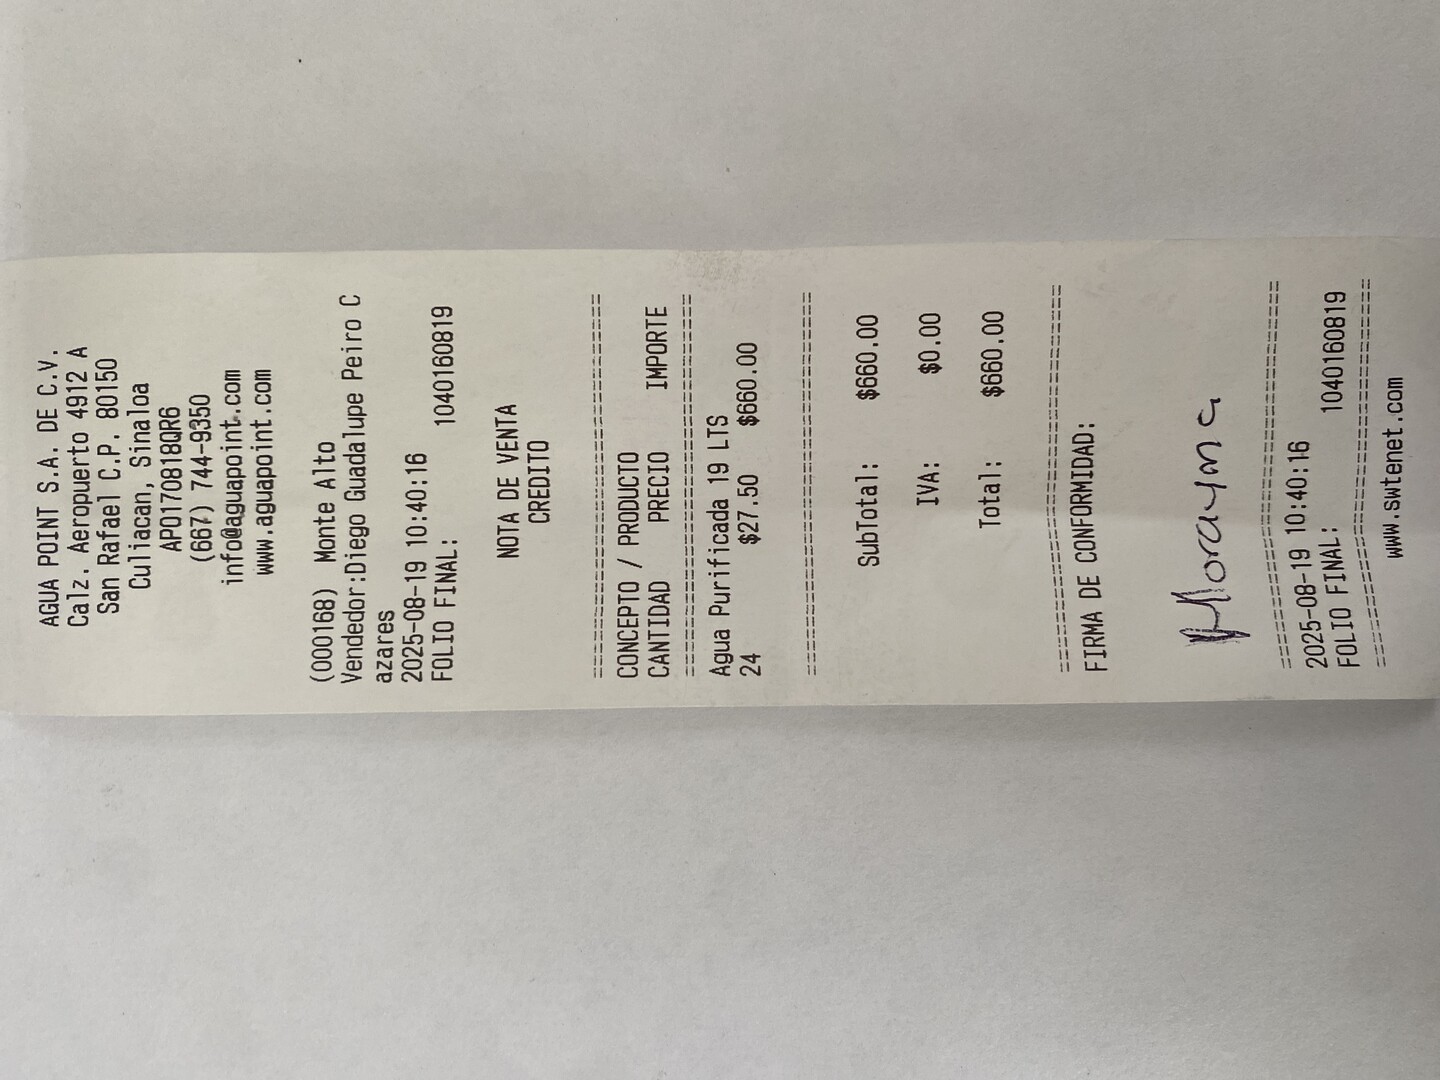 AGUA POINT S.A. DE C.V.
Calz. Aeropuerto 4912 A
San Rafael C.P. 80150
Culiacan, Sinaloa
APO170818QR6
(667) 744-9350
info@aguapoint.com
www.aguapoint.com
(000168) Monte Alto
Vendedor:Diego Guadalupe Peiro C
azares
2025-08-19 10:40:16
FOLIO FINAL: 1040160819
NOTA DE VENTA
CREDITO
================================
CONCEPTO / PRODUCTO
CANTIDAD PRECIO IMPORTE
================================
Agua Purificada 19 LTS
24 $27.50 $660.00
================================
SubTotal: $660.00
IVA: $0.00
Total: $660.00
================================
FIRMA DE CONFORMIDAD:
================================
2025-08-19 10:40:16
FOLIO FINAL: 1040160819
================================
www.swtenet.com